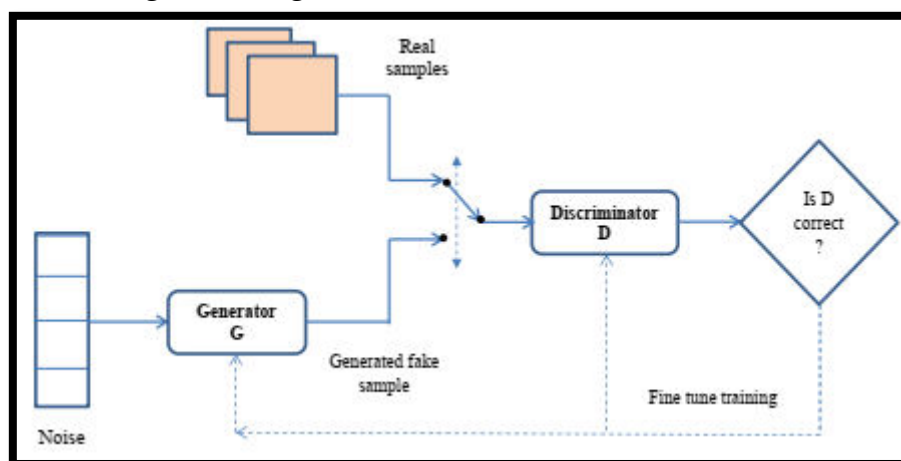 Real
samples
Discriminator
D
Is D
correct
?
Generator
G
Generated fake
sample
Fine tune training
Noise